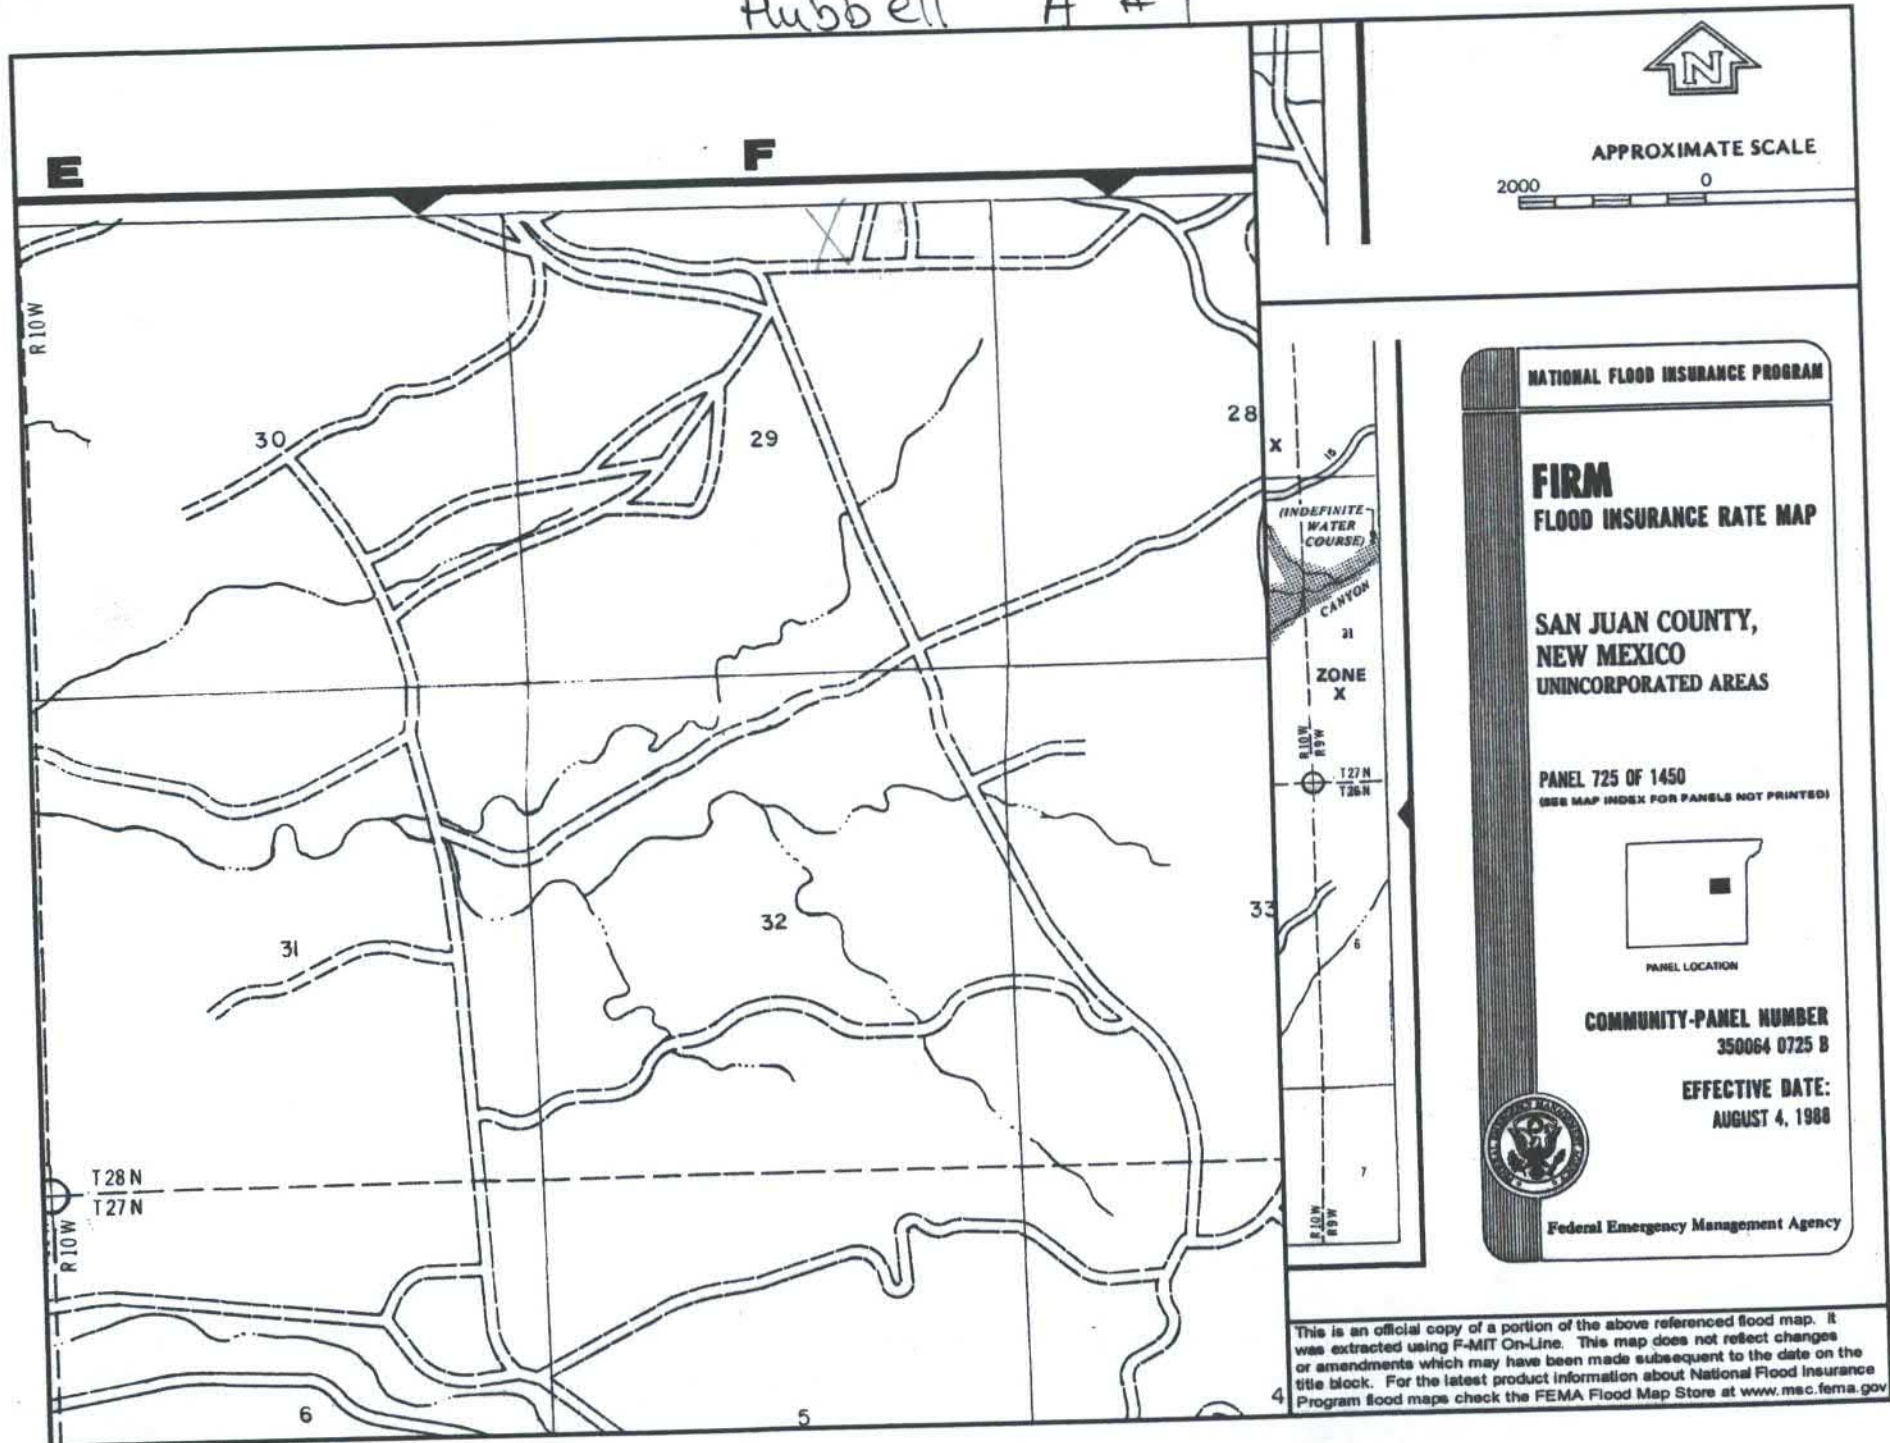 Hubbell A #1
E
F
N
APPROXIMATE SCALE
2000 0
R10W
30
29
28
X
15
(INDEFINITE
WATER
COURSE)
CANYON
31
ZONE
X
R10W
R9W
T27N
T26N
31
32
33
6
T28N
T27N
R10W
7
R10W
R9W
6
5
4
NATIONAL FLOOD INSURANCE PROGRAM
FIRM
FLOOD INSURANCE RATE MAP
SAN JUAN COUNTY,
NEW MEXICO
UNINCORPORATED AREAS
PANEL 725 OF 1450
(SEE MAP INDEX FOR PANELS NOT PRINTED)
PANEL LOCATION
COMMUNITY-PANEL NUMBER
350064 0725 B
EFFECTIVE DATE:
AUGUST 4, 1988
Federal Emergency Management Agency
This is an official copy of a portion of the above referenced flood map. It
was extracted using F-MIT On-Line. This map does not reflect changes
or amendments which may have been made subsequent to the date on the
title block. For the latest product information about National Flood Insurance
Program flood maps check the FEMA Flood Map Store at www.msc.fema.gov